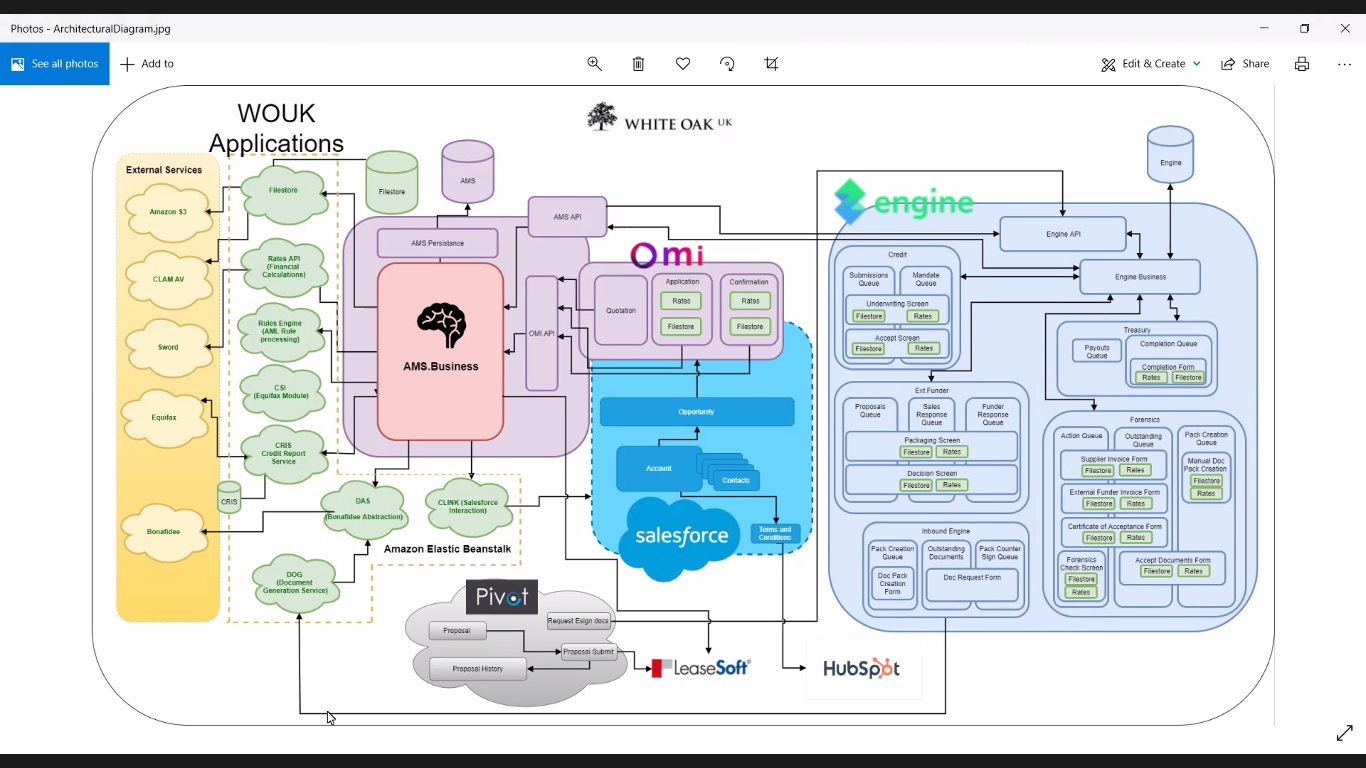 Photos - ArchitecturalDiagram.jpg
See all photos
Add to
Edit & Create
Share
WOUK
Applications
WHITE OAK UK
External Services
Amazon S3
CLAM AV
Sword
Equifax
Bonafidee
Filestore
Rates API
(Financial
Calculations)
Rules Engine
(AML Rule
processing)
CSI
(Equifax Module)
CRIS
Credit Report
Service
CRIS
DAS
(Bonafidee Abstraction)
CLINK (Salesforce
Interaction)
Amazon Elastic Beanstalk
DOG
(Document
Generation Service)
Filestore
AMS
AMS.Persistance
AMS.Business
AMS API
OMI API
Omi
Quotation
Application
Rates
Filestore
Confirmation
Rates
Filestore
Opportunity
Account
Contacts
salesforce
Terms and
Conditions
Pivot
Proposal
Proposal History
Request Esign docs
Proposal Submit
LeaseSoft
HubSpot
engine
Engine
Engine API
Engine Business
Credit
Submissions
Queue
Mandate
Queue
Underwriting Screen
Filestore
Rates
Accept Screen
Filestore
Rates
Ext.Funder
Proposals
Queue
Sales
Response
Queue
Funder
Response
Queue
Packaging Screen
Filestore
Rates
Decision Screen
Filestore
Rates
Inbound Engine
Pack Creation
Queue
Outstanding
Documents
Pack Counter
Sign Queue
Doc Pack
Creation
Form
Doc Request Form
Treasury
Payouts
Queue
Completion Queue
Completion Form
Rates
Filestore
Forensics
Action Queue
Outstanding
Queue
Pack Creation
Queue
Supplier Invoice Form
Filestore
Rates
External Funder Invoice Form
Filestore
Rates
Certificate of Acceptance Form
Filestore
Rates
Manual Doc
Pack Creation
Filestore
Rates
Forensics
Check Screen
Filestore
Rates
Accept Documents Form
Filestore
Rates